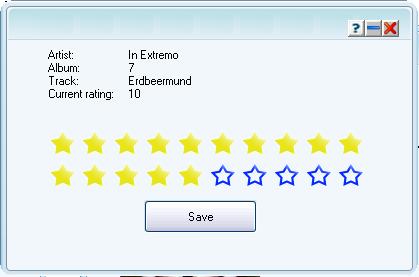 ?
Artist: In Extremo
Album: 7
Track: Erdbeermund
Current rating: 10
Save